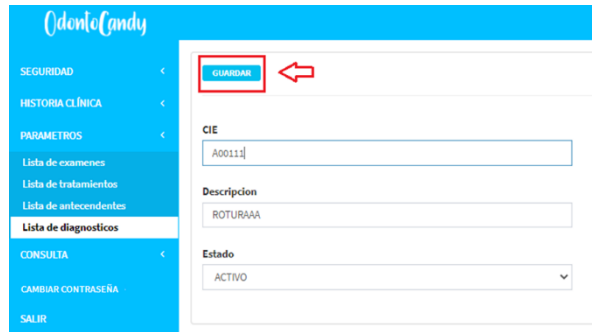 OdontoCandy
SEGURIDAD
HISTORIA CLÍNICA
PARAMETROS
Lista de examenes
Lista de tratamientos
Lista de antecendentes
Lista de diagnosticos
CONSULTA
CAMBIAR CONTRASEÑA
SALIR
GUARDAR
CIE
A00111
Descripcion
ROTURAAA
Estado
ACTIVO